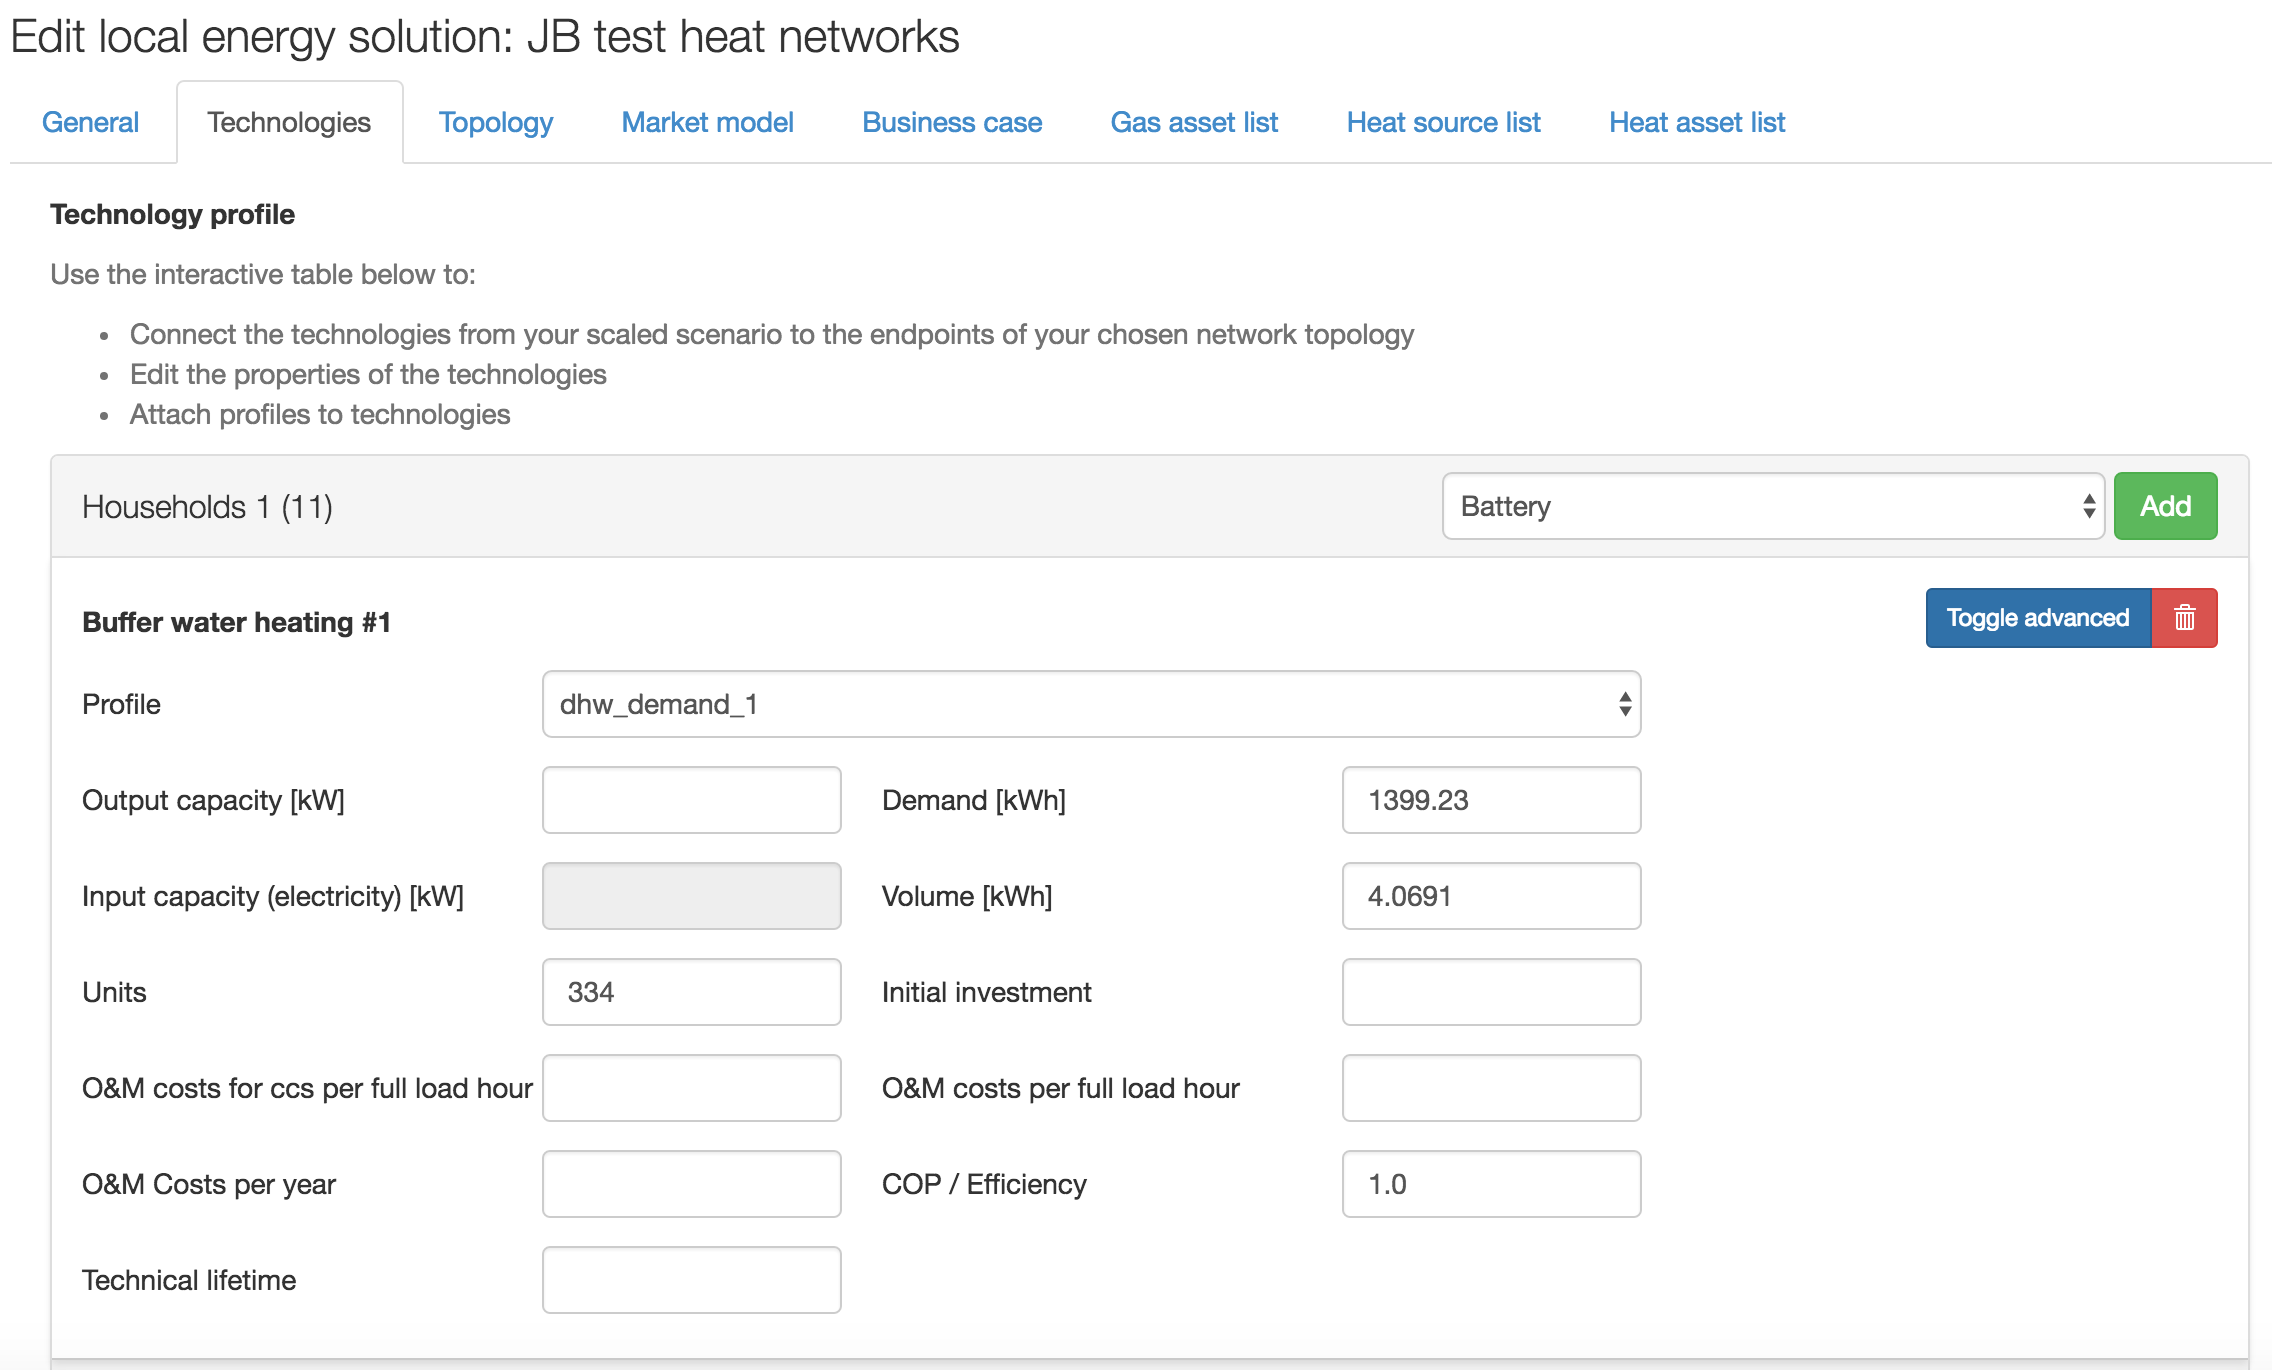 Edit local energy solution: JB test heat networks
General Technologies Topology Market model Business case Gas asset list Heat source list Heat asset list
Technology profile
Use the interactive table below to:
• Connect the technologies from your scaled scenario to the endpoints of your chosen network topology
• Edit the properties of the technologies
• Attach profiles to technologies
Households 1 (11) Battery Add
Buffer water heating #1 Toggle advanced
Profile dhw_demand_1
Output capacity [kW] Demand [kWh] 1399.23
Input capacity (electricity) [kW] Volume [kWh] 4.0691
Units 334 Initial investment
O&M costs for ccs per full load hour O&M costs per full load hour
O&M Costs per year COP / Efficiency 1.0
Technical lifetime